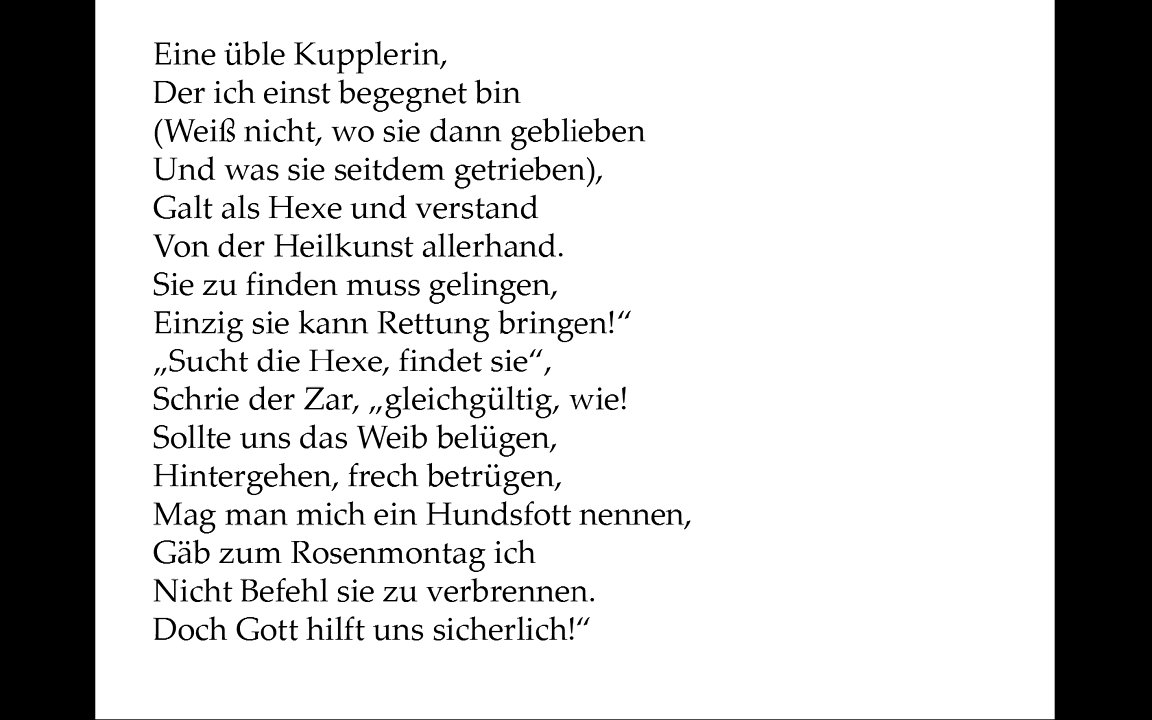 Eine üble Kupplerin,
Der ich einst begegnet bin
(Weiß nicht, wo sie dann geblieben
Und was sie seitdem getrieben),
Galt als Hexe und verstand
Von der Heilkunst allerhand.
Sie zu finden muss gelingen,
Einzig sie kann Rettung bringen!“
„Sucht die Hexe, findet sie“,
Schrie der Zar, „gleichgültig, wie!
Sollte uns das Weib belügen,
Hintergehen, frech betrügen,
Mag man mich ein Hundsfott nennen,
Gäb zum Rosenmontag ich
Nicht Befehl sie zu verbrennen.
Doch Gott hilft uns sicherlich!“